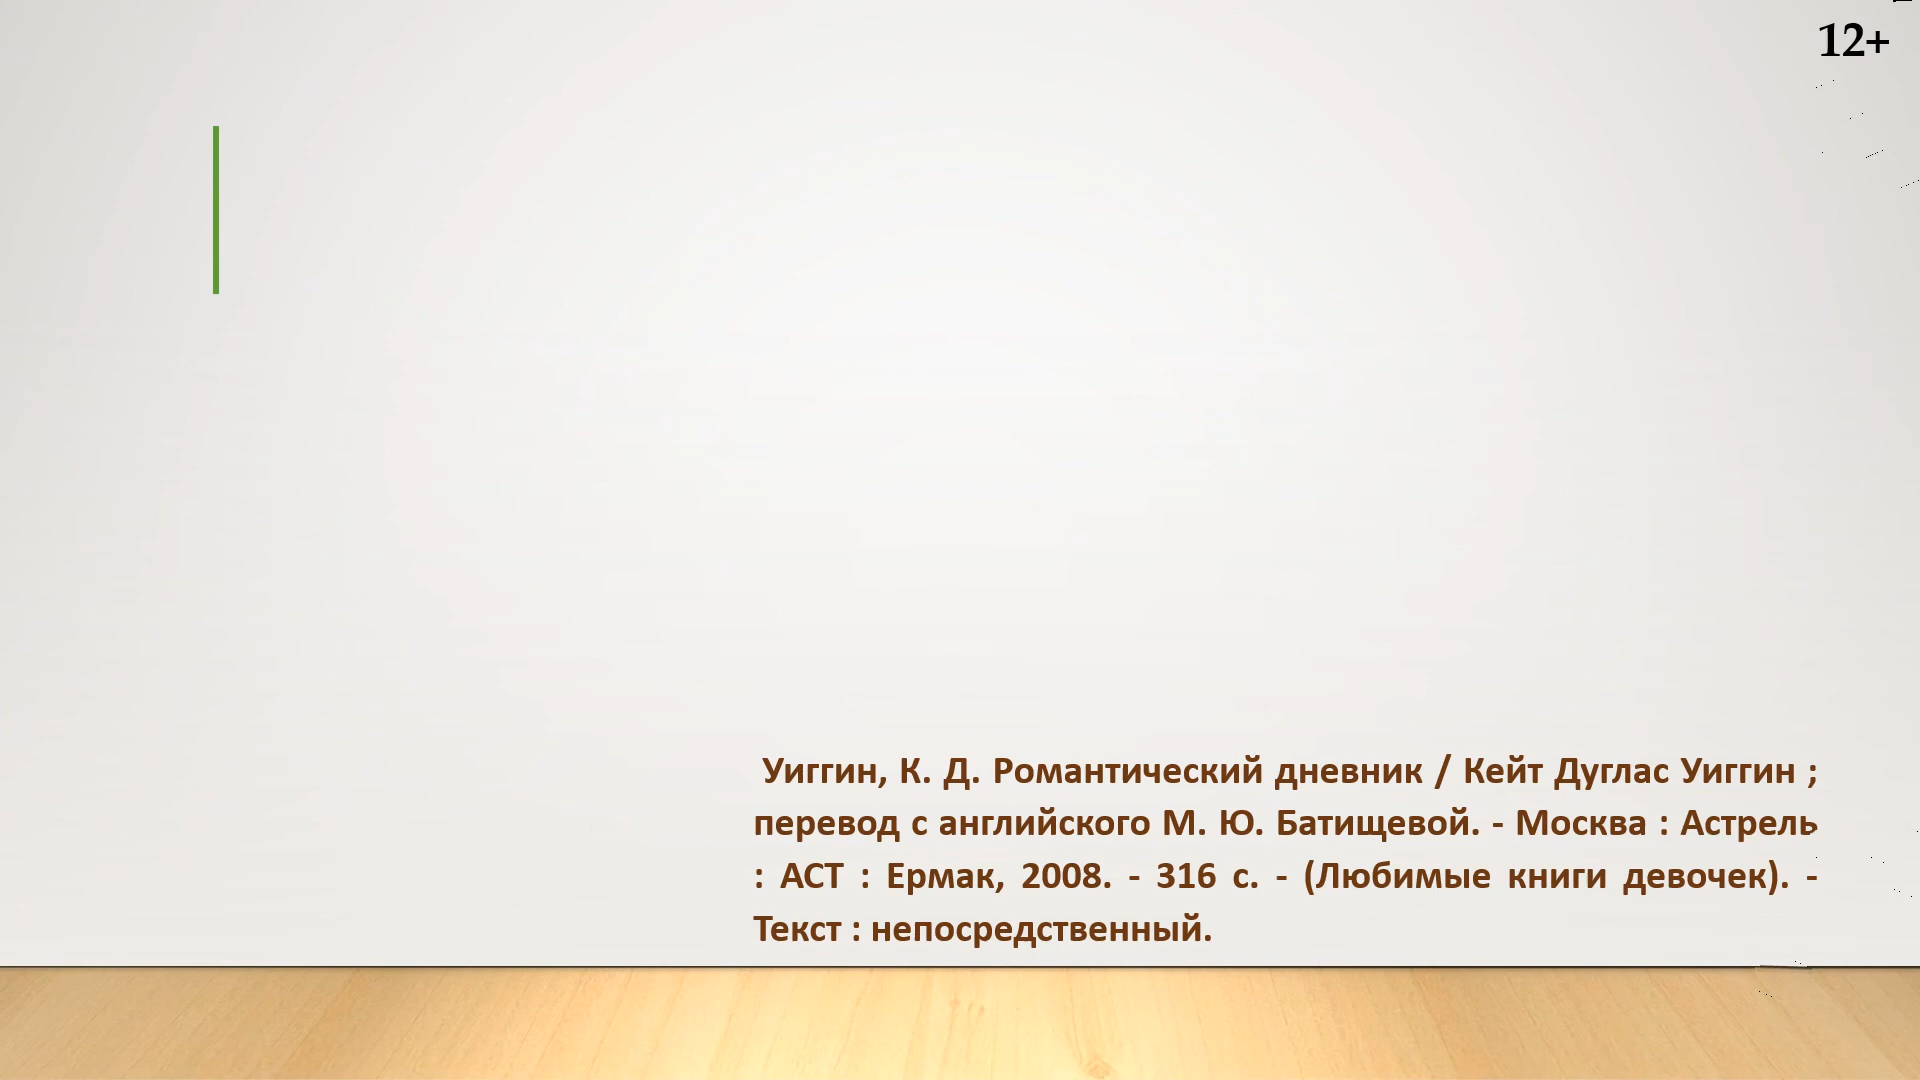 12+
Уиггин, К. Д. Романтический дневник / Кейт Дуглас Уиггин ;
перевод с английского М. Ю. Батищевой. - Москва : Астрель
: АСТ : Ермак, 2008. - 316 с. - (Любимые книги девочек). -
Текст : непосредственный.